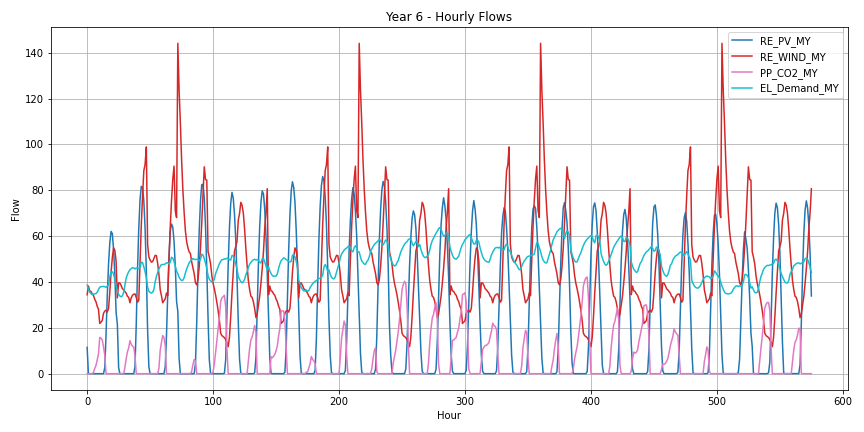 Year 6 - Hourly Flows
RE_PV_MY
RE_WIND_MY
PP_CO2_MY
EL_Demand_MY
Flow
140
120
100
80
60
40
20
0
0 100 200 300 400 500 600
Hour